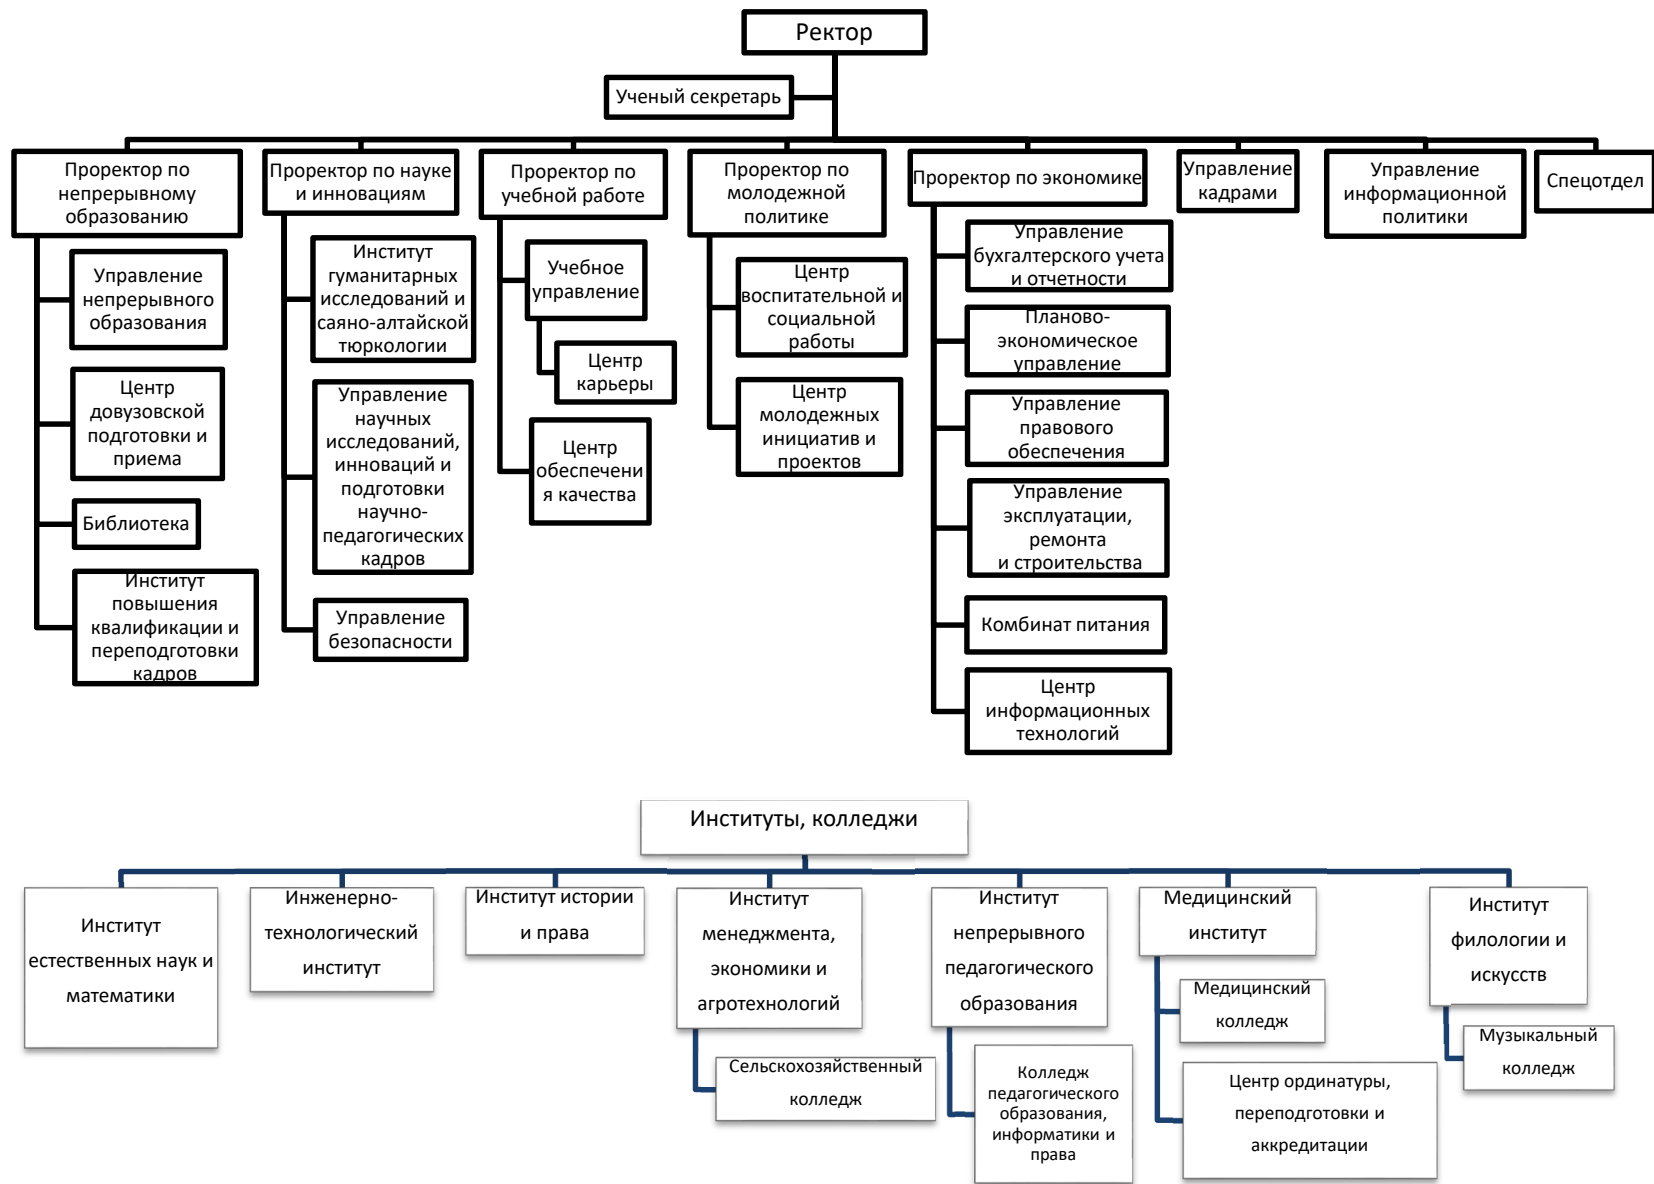 Ректор
Ученый секретарь
Проректор по
непрерывному
образованию
Проректор по науке
и инновациям
Проректор по
учебной работе
Проректор по
молодежной
политике
Проректор по экономике
Управление
кадрами
Управление
информационной
политики
Спецотдел
Управление
непрерывного
образования
Центр
довузовской
подготовки и
приема
Библиотека
Институт
повышения
квалификации и
переподготовки
кадров
Институт
гуманитарных
исследований и
саяно-алтайской
тюркологии
Управление
научных
исследований,
инноваций и
подготовки
научно-
педагогических
кадров
Управление
безопасности
Учебное
управление
Центр
карьеры
Центр
обеспечени
я качества
Центр
воспитательной и
социальной
работы
Центр
молодежных
инициатив и
проектов
Управление
бухгалтерского учета
и отчетности
Планово-
экономическое
управление
Управление
правового
обеспечения
Управление
эксплуатации,
ремонта
и строительства
Комбинат питания
Центр
информационных
технологий
Институты, колледжи
Институт
естественных наук и
математики
Инженерно-
технологический
институт
Институт истории
и права
Институт
менеджмента,
экономики и
агротехнологий
Сельскохозяйственный
колледж
Институт
непрерывного
педагогического
образования
Колледж
педагогического
образования,
информатики и
права
Медицинский
институт
Медицинский
колледж
Центр ординатуры,
переподготовки и
аккредитации
Институт
филологии и
искусств
Музыкальный
колледж